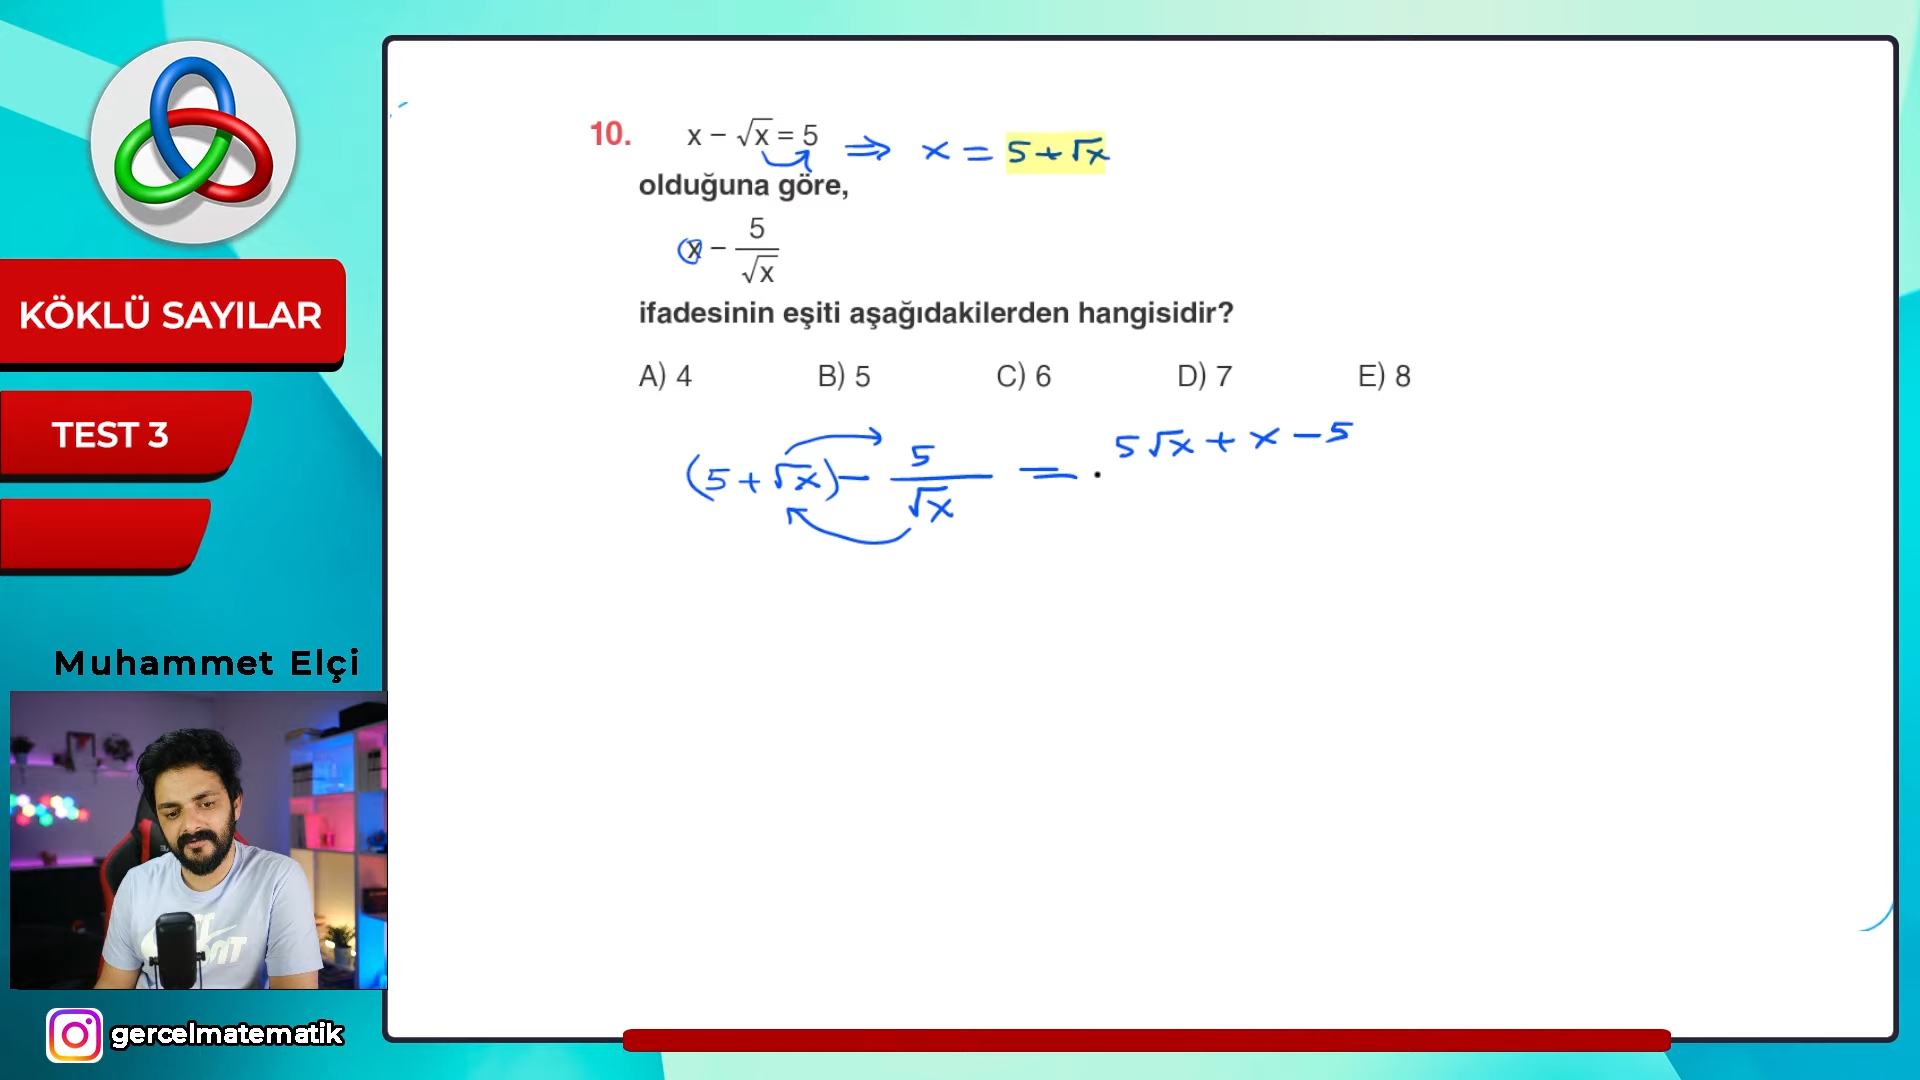 KÖKLÜ SAYILAR
TEST 3
Muhammet Elçi
gercelmatematik
10. x − √x = 5 ⇒ x = 5+√x
olduğuna göre,
x − 5/√x
ifadesinin eşiti aşağıdakilerden hangisidir?
A) 4 B) 5 C) 6 D) 7 E) 8
(5+√x) − 5/√x = 5√x + x − 5